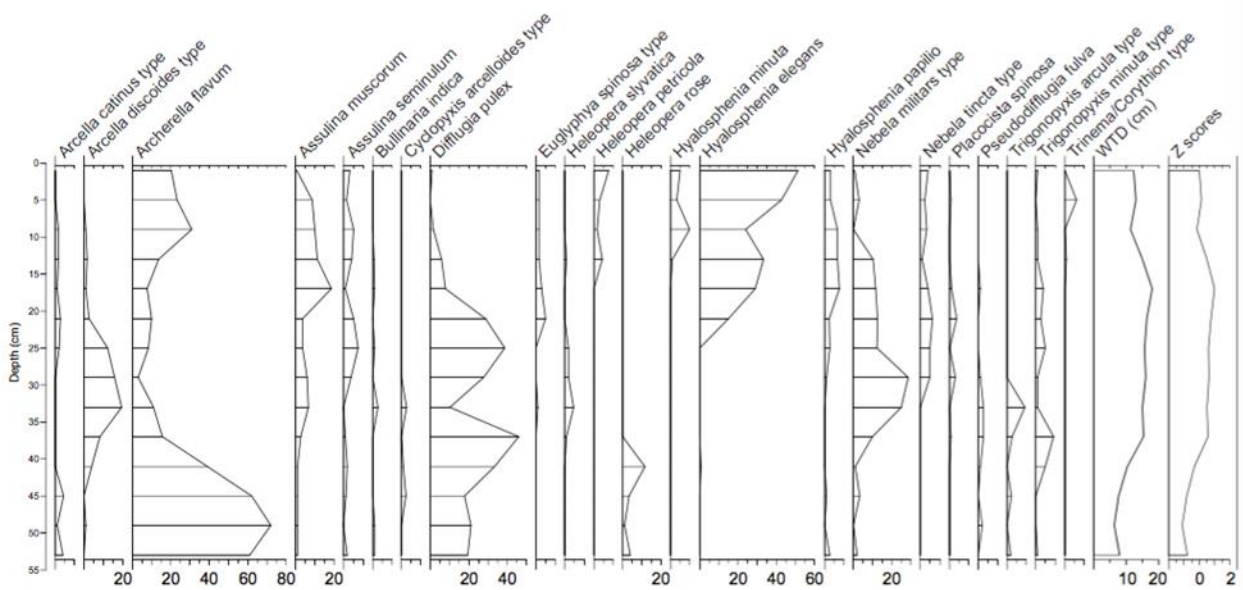 Arcella catinus type
Arcella discoides type
Archerella flavum
Assulina muscorum
Assulina seminulum
Bullinaria indica
Cyclopyxis arcelloides type
Difflugia pulex
Euglyphya spinosa type
Heleopera slyvatica
Heleopera petricola
Heleopera rose
Hyalosphenia minuta
Hyalosphenia elegans
Hyalosphenia papilio
Nebela militars type
Nebela tincta type
Placocista spinosa
Pseudodifflugia fulva
Trigonopyxis arcula type
Trigonopyxis minuta type
Trinema/Corythion type
WTD (cm)
Z scores
Depth (cm)
0
5
10
15
20
25
30
35
40
45
50
55
20 20 40 60 80 20 40 20 20 40 60 20 10 20 0 2